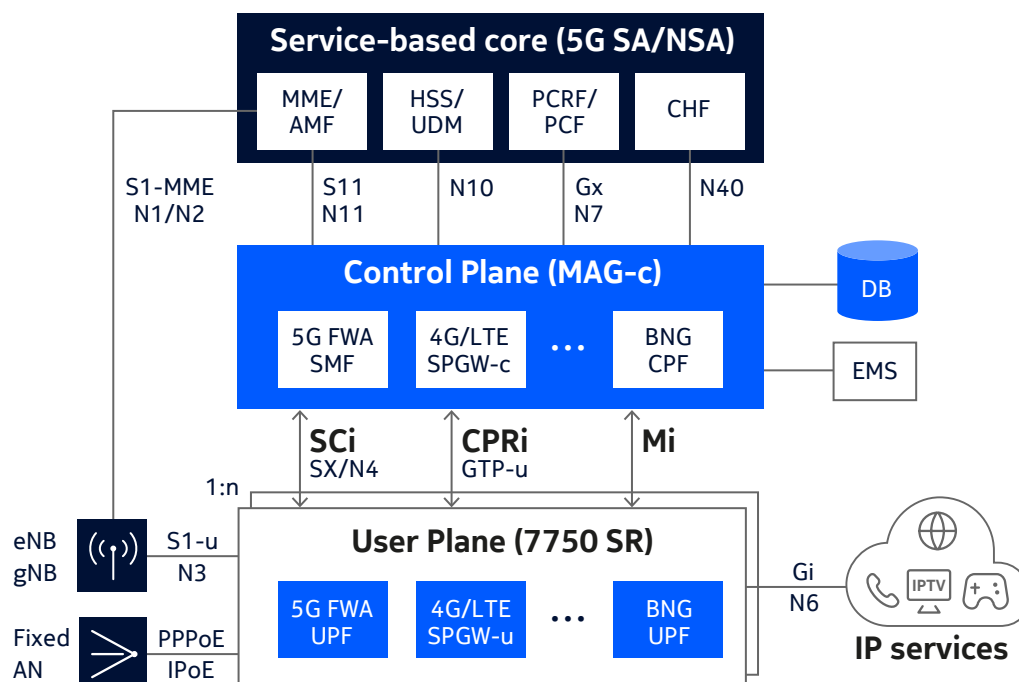 Service-based core (5G SA/NSA)
MME/
AMF
HSS/
UDM
PCRF/
PCF
CHF
S1-MME
N1/N2
S11
N11
N10
Gx
N7
N40
Control Plane (MAG-c)
5G FWA
SMF
4G/LTE
SPGW-c
...
BNG
CPF
DB
EMS
SCi
SX/N4
CPRi
GTP-u
Mi
1:n
User Plane (7750 SR)
eNB
gNB
S1-u
N3
5G FWA
UPF
4G/LTE
SPGW-u
...
BNG
UPF
Gi
N6
IPTV
IP services
Fixed
AN
PPPoE
IPoE